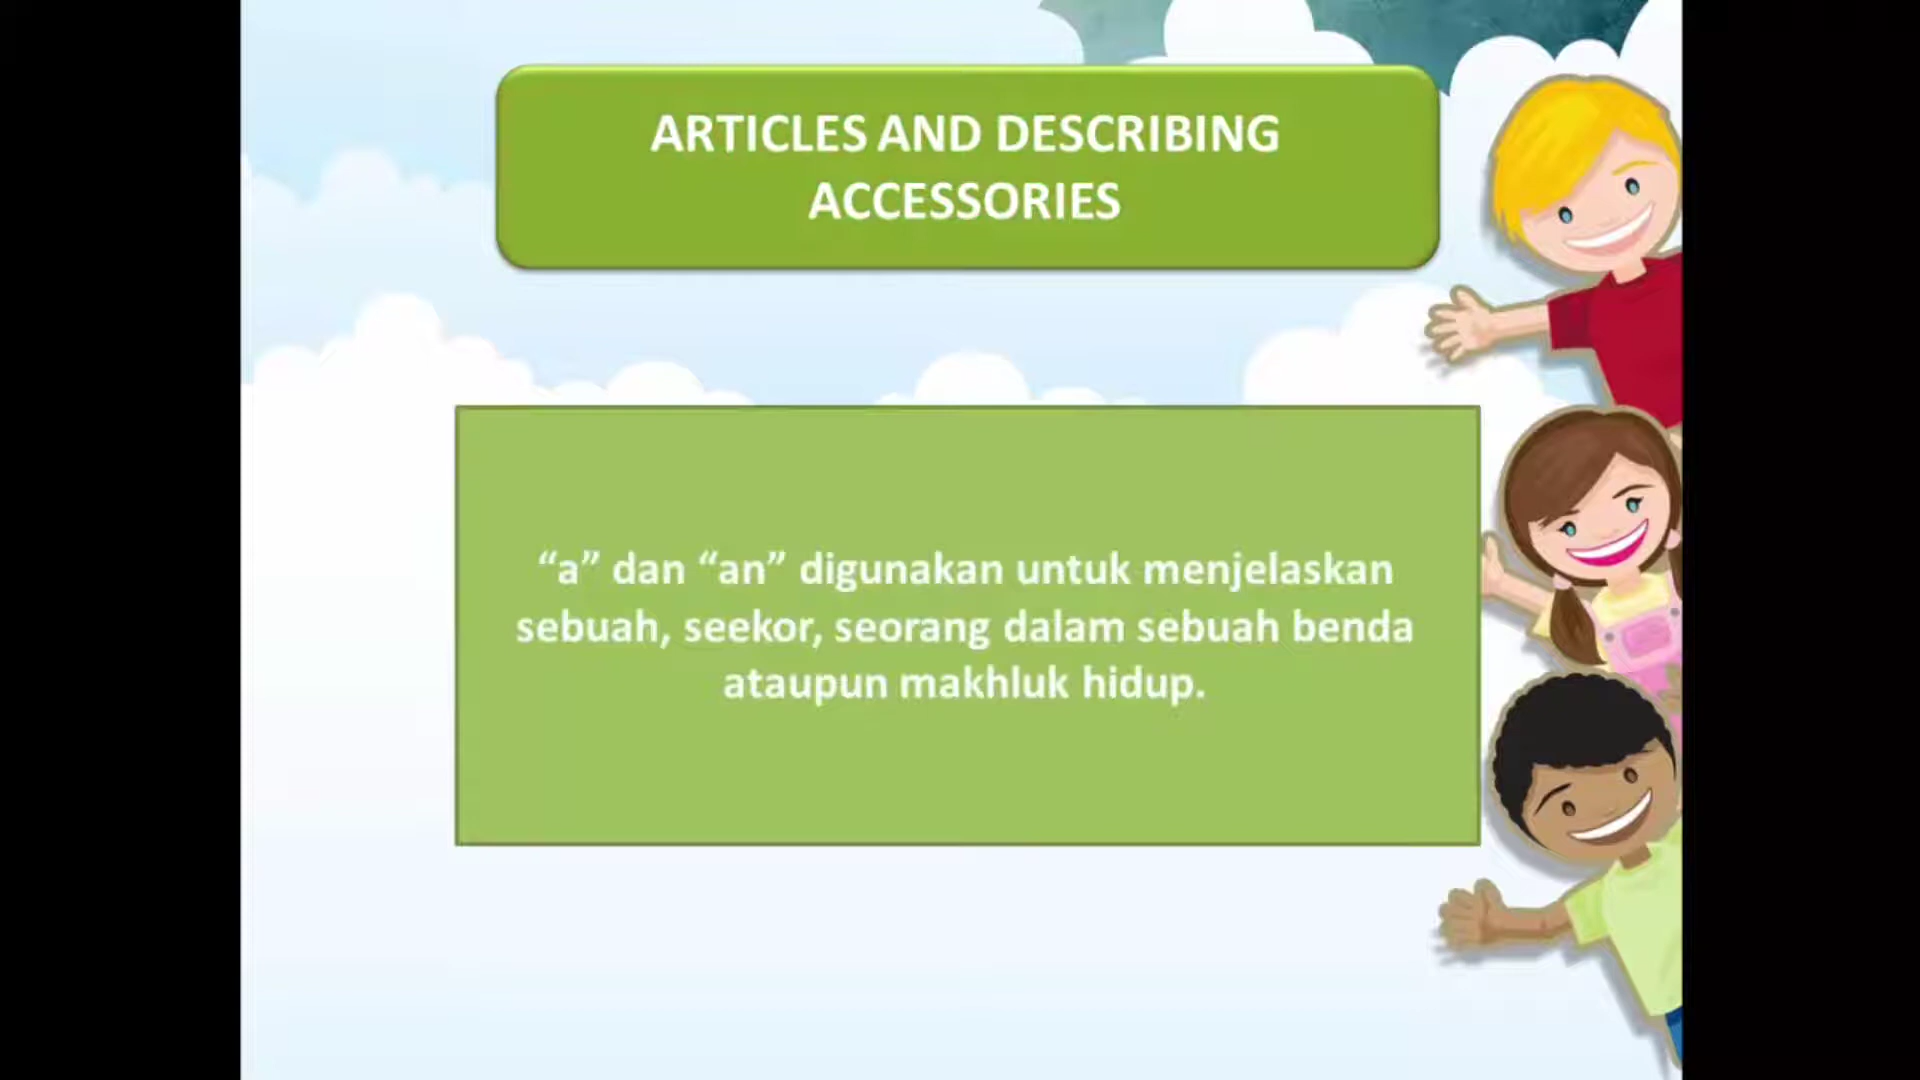 ARTICLES AND DESCRIBING
ACCESSORIES
“a” dan “an” digunakan untuk menjelaskan
sebuah, seekor, seorang dalam sebuah benda
ataupun makhluk hidup.